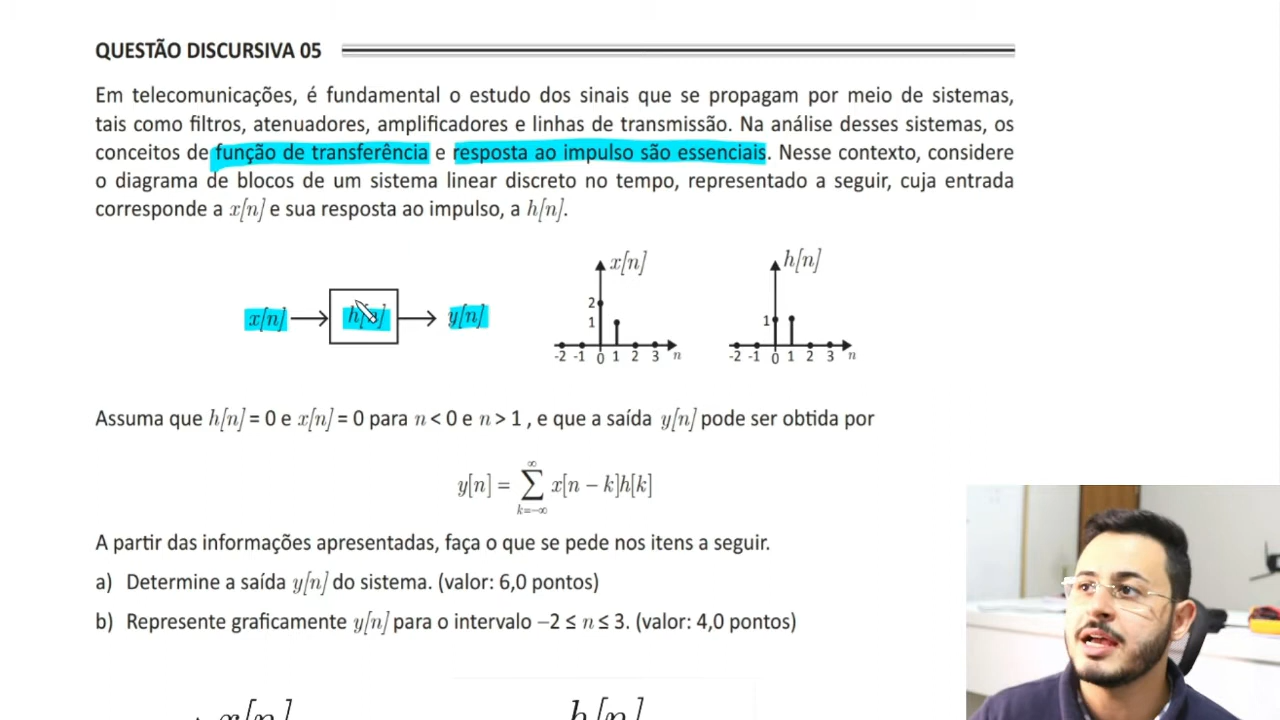 QUESTÃO DISCURSIVA 05
Em telecomunicações, é fundamental o estudo dos sinais que se propagam por meio de sistemas,
tais como filtros, atenuadores, amplificadores e linhas de transmissão. Na análise desses sistemas, os
conceitos de função de transferência e resposta ao impulso são essenciais. Nesse contexto, considere
o diagrama de blocos de um sistema linear discreto no tempo, representado a seguir, cuja entrada
corresponde a x[n] e sua resposta ao impulso, a h[n].
x[n] h[n] y[n]
x[n]
2
1
-2 -1 0 1 2 3 n
h[n]
1
-2 -1 0 1 2 3 n
Assuma que h[n] = 0 e x[n] = 0 para n < 0 e n > 1 , e que a saída y[n] pode ser obtida por
y[n] = ∑ x[n − k]h[k]
∞
k=−∞
A partir das informações apresentadas, faça o que se pede nos itens a seguir.
a) Determine a saída y[n] do sistema. (valor: 6,0 pontos)
b) Represente graficamente y[n] para o intervalo −2 ≤ n ≤ 3. (valor: 4,0 pontos)
x[n] h[n]